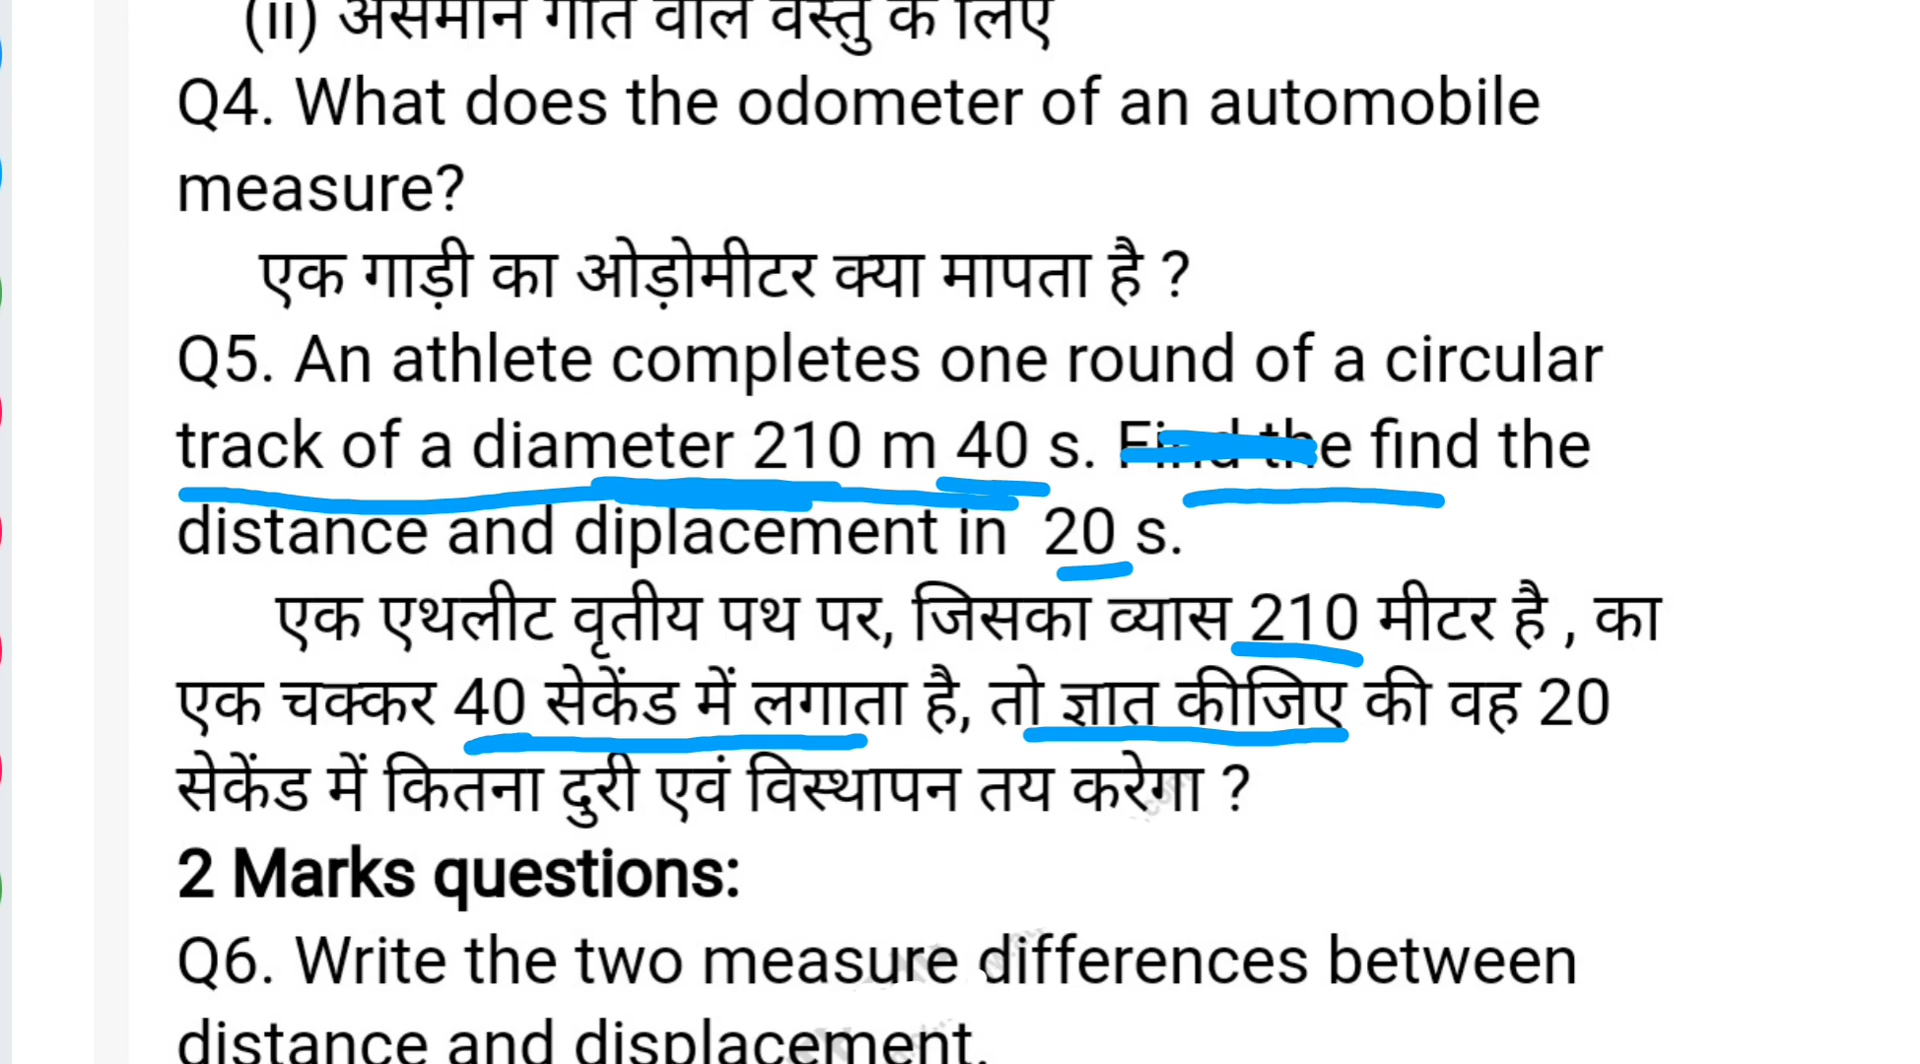 (ii) असमान गति वाले वस्तु के लिए
Q4. What does the odometer of an automobile
measure?
एक गाड़ी का ओड़ोमीटर क्या मापता है ?
Q5. An athlete completes one round of a circular
track of a diameter 210 m 40 s. Find the find the
distance and diplacement in 20 s.
एक एथलीट वृतीय पथ पर, जिसका व्यास 210 मीटर है , का
एक चक्कर 40 सेकेंड में लगाता है, तो ज्ञात कीजिए की वह 20
सेकेंड में कितना दुरी एवं विस्थापन तय करेगा ?
2 Marks questions:
Q6. Write the two measure differences between
distance and displacement.